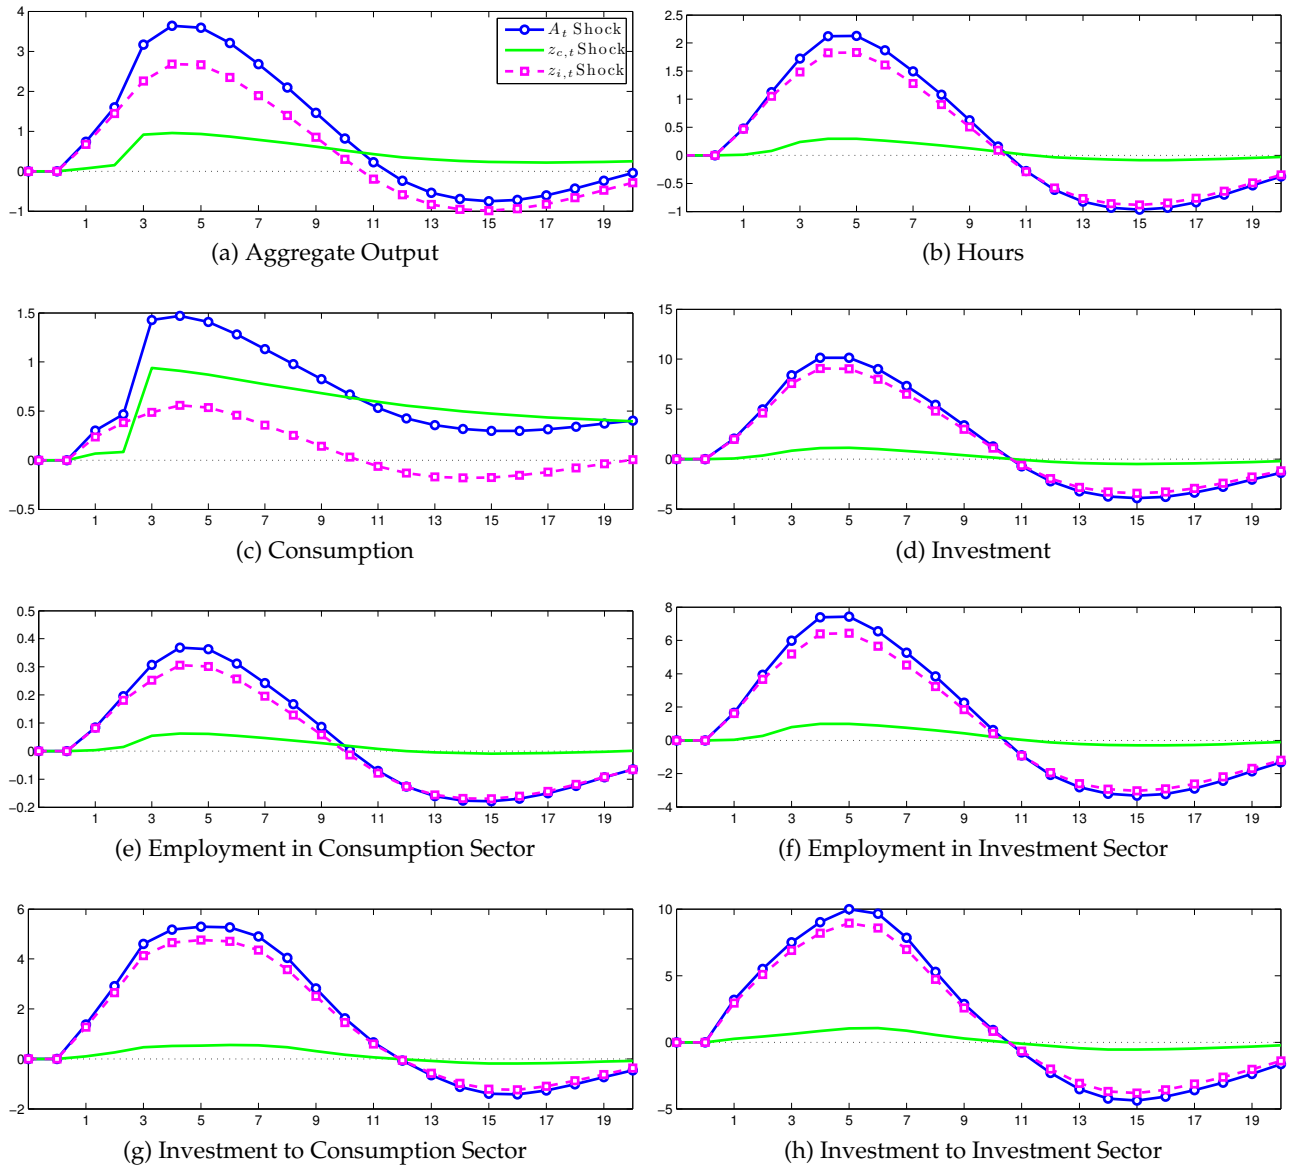 4
3
2
1
0
−1
1 3 5 7 9 11 13 15 17 19
A_t Shock
z_{c,t} Shock
z_{i,t} Shock
(a) Aggregate Output
2.5
2
1.5
1
0.5
0
−0.5
−1
1 3 5 7 9 11 13 15 17 19
(b) Hours
1.5
1
0.5
0
−0.5
1 3 5 7 9 11 13 15 17 19
(c) Consumption
15
10
5
0
−5
1 3 5 7 9 11 13 15 17 19
(d) Investment
0.5
0.4
0.3
0.2
0.1
0
−0.1
−0.2
1 3 5 7 9 11 13 15 17 19
(e) Employment in Consumption Sector
8
6
4
2
0
−2
−4
1 3 5 7 9 11 13 15 17 19
(f) Employment in Investment Sector
6
4
2
0
−2
1 3 5 7 9 11 13 15 17 19
(g) Investment to Consumption Sector
10
5
0
−5
1 3 5 7 9 11 13 15 17 19
(h) Investment to Investment Sector